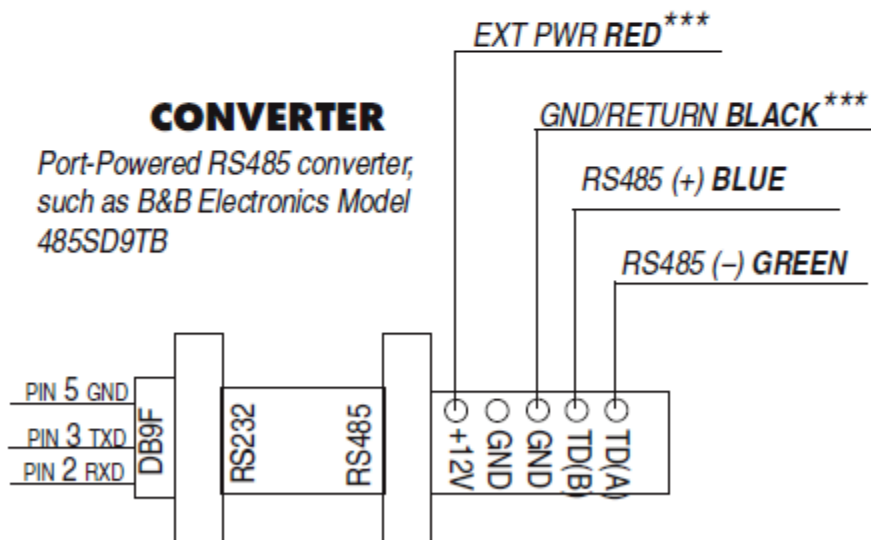 EXT PWR RED***
CONVERTER
GND/RETURN BLACK***
Port-Powered RS485 converter,
such as B&B Electronics Model
485SD9TB
RS485 (+) BLUE
RS485 (–) GREEN
PIN 5 GND
PIN 3 TXD
PIN 2 RXD
DB9F
RS232
RS485
+12V
GND
GND
TD(B)
TD(A)